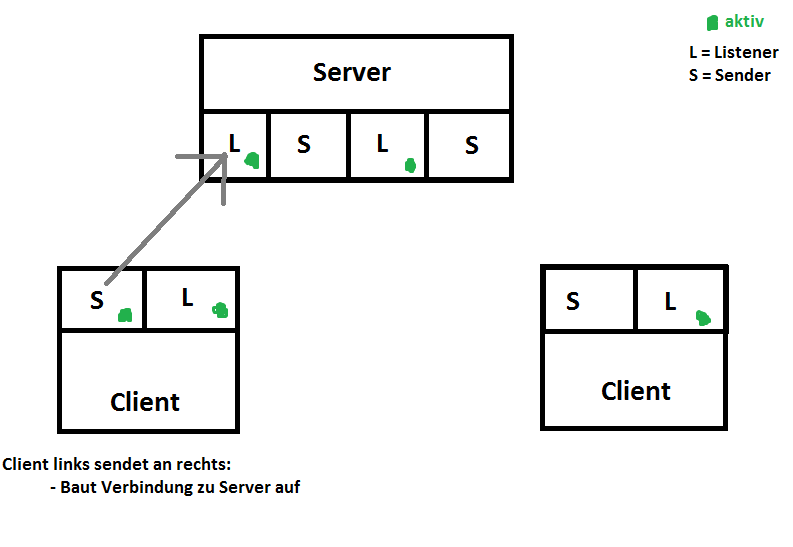 aktiv
L = Listener
S = Sender
Server
L S L S
S L
Client
S L
Client
Client links sendet an rechts:
- Baut Verbindung zu Server auf